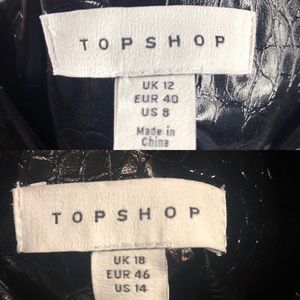 TOPSHOP
UK 12
EUR 40
US 8
Made in
China
TOPSHOP
UK 18
EUR 46
US 14